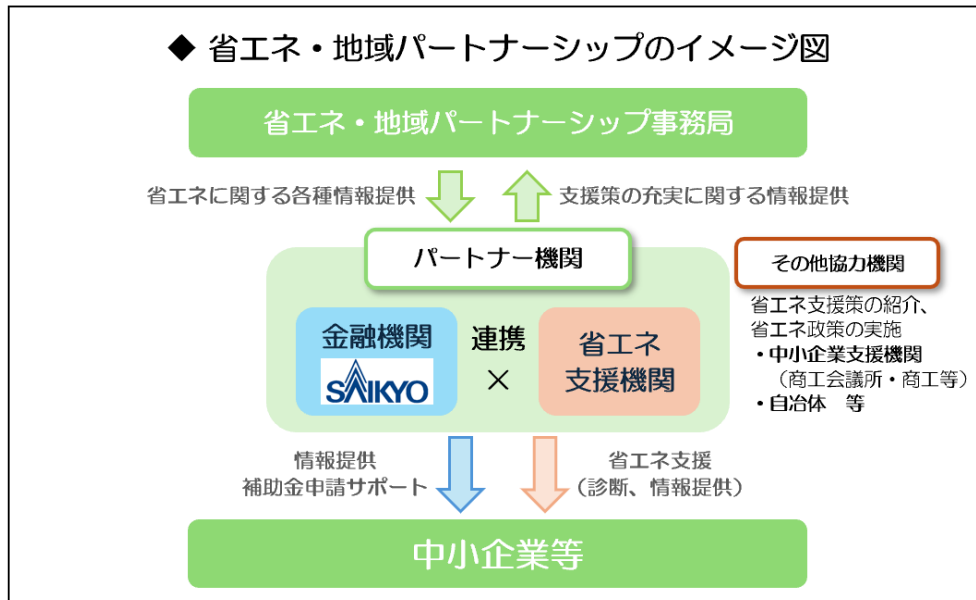 ◆ 省エネ・地域パートナーシップのイメージ図
省エネ・地域パートナーシップ事務局
省エネに関する各種情報提供
支援策の充実に関する情報提供
パートナー機関
金融機関
SAIKYO
連携
×
省エネ
支援機関
その他協力機関
省エネ支援策の紹介、
省エネ政策の実施
・中小企業支援機関
（商工会議所・商工等）
・自治体　等
情報提供
補助金申請サポート
省エネ支援
（診断、情報提供）
中小企業等